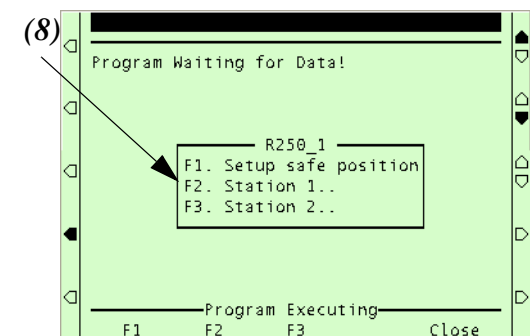 (8)
Program Waiting for Data!
R250_1
F1. Setup safe position
F2. Station 1..
F3. Station 2..
Program Executing
F1 F2 F3 Close